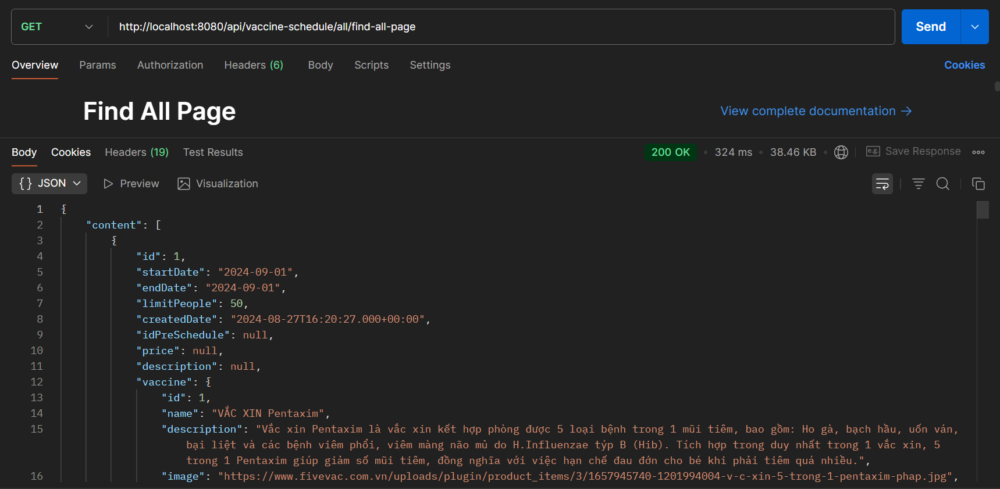 GET http://localhost:8080/api/vaccine-schedule/all/find-all-page Send
Overview Params Authorization Headers (6) Body Scripts Settings Cookies
Find All Page View complete documentation →
Body Cookies Headers (19) Test Results 200 OK • 324 ms • 38.46 KB • e.g. Save Response
{} JSON Preview Visualization
1 {
2 "content": [
3 {
4 "id": 1,
5 "startDate": "2024-09-01",
6 "endDate": "2024-09-01",
7 "limitPeople": 50,
8 "createdDate": "2024-08-27T16:20:27.000+00:00",
9 "idPreSchedule": null,
10 "price": null,
11 "description": null,
12 "vaccine": {
13 "id": 1,
14 "name": "VẮC XIN Pentaxim",
15 "description": "Vắc xin Pentaxim là vắc xin kết hợp phòng được 5 loại bệnh trong 1 mũi tiêm, bao gồm: Ho gà, bạch hầu, uốn ván,
bại liệt và các bệnh viêm phổi, viêm màng não mủ do H.Influenzae týp B (Hib). Tích hợp trong duy nhất trong 1 vắc xin, 5
trong 1 Pentaxim giúp giảm số mũi tiêm, đồng nghĩa với việc hạn chế đau đớn cho bé khi phải tiêm quá nhiều.",
16 "image": "https://www.fivevac.com.vn/uploads/plugin/product_items/3/1657945740-1201994004-v-c-xin-5-trong-1-pentaxim-phap.jpg",